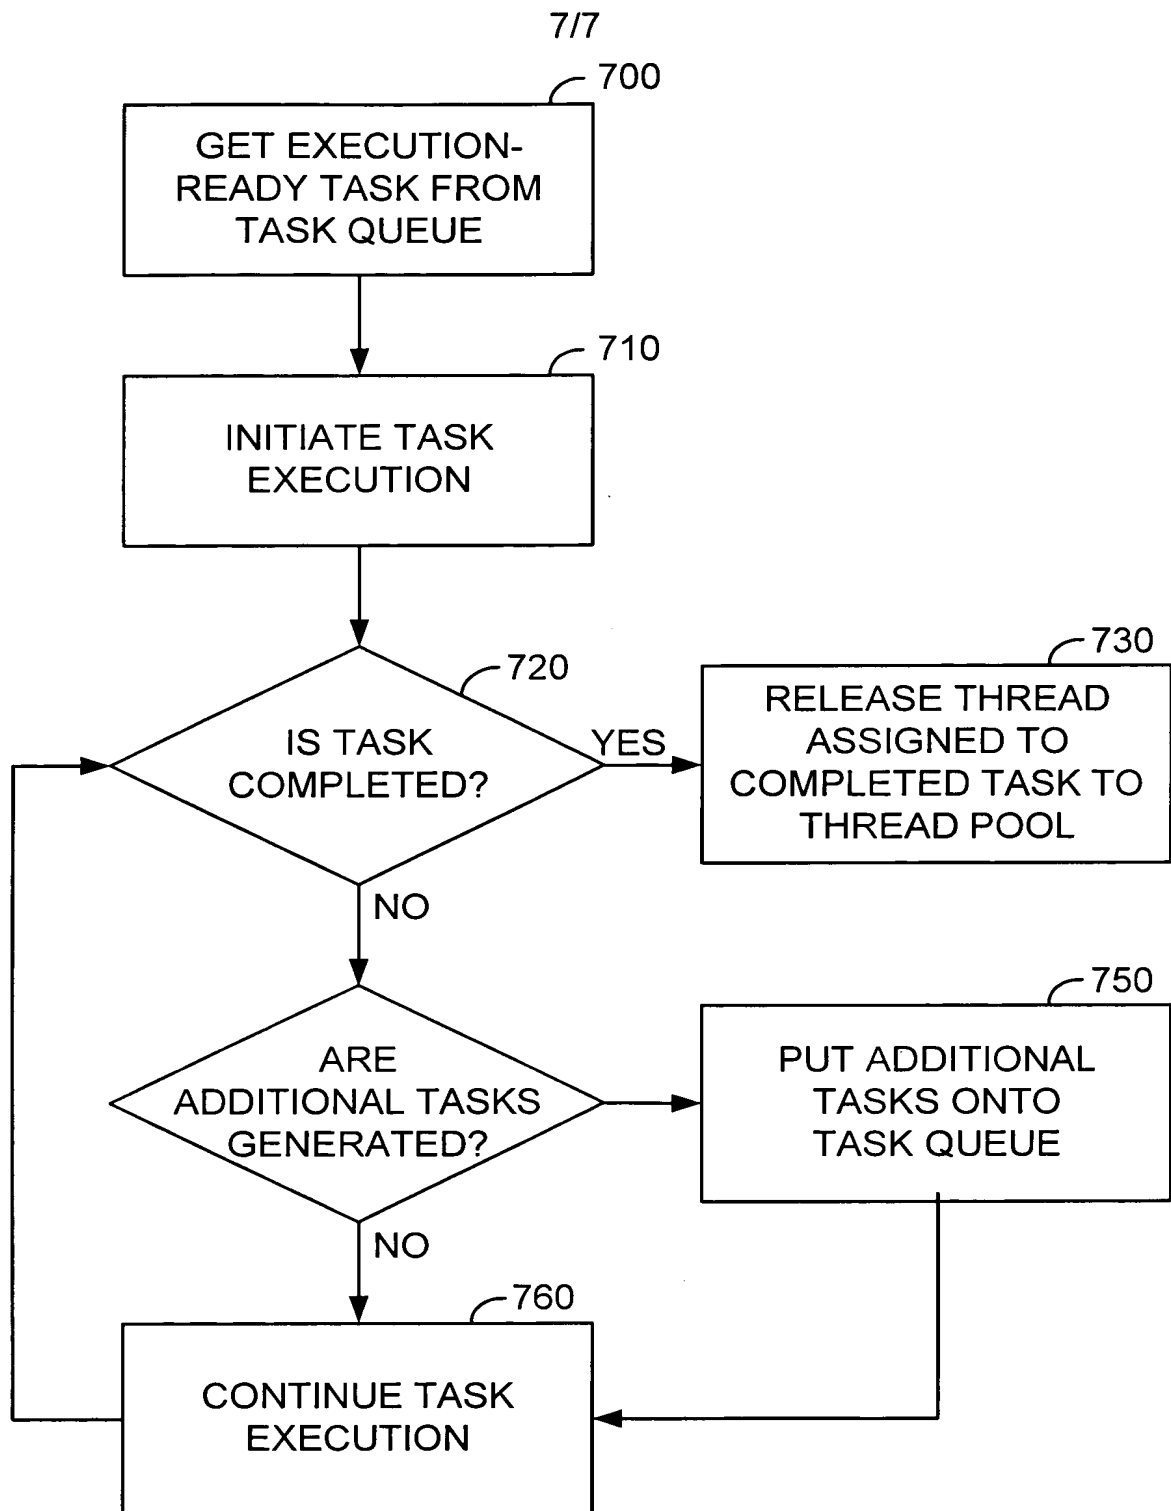 7/7
700
GET EXECUTION-
READY TASK FROM
TASK QUEUE
710
INITIATE TASK
EXECUTION
720
IS TASK
COMPLETED?
YES
730
RELEASE THREAD
ASSIGNED TO
COMPLETED TASK TO
THREAD POOL
NO
ARE
ADDITIONAL TASKS
GENERATED?
750
PUT ADDITIONAL
TASKS ONTO
TASK QUEUE
NO
760
CONTINUE TASK
EXECUTION